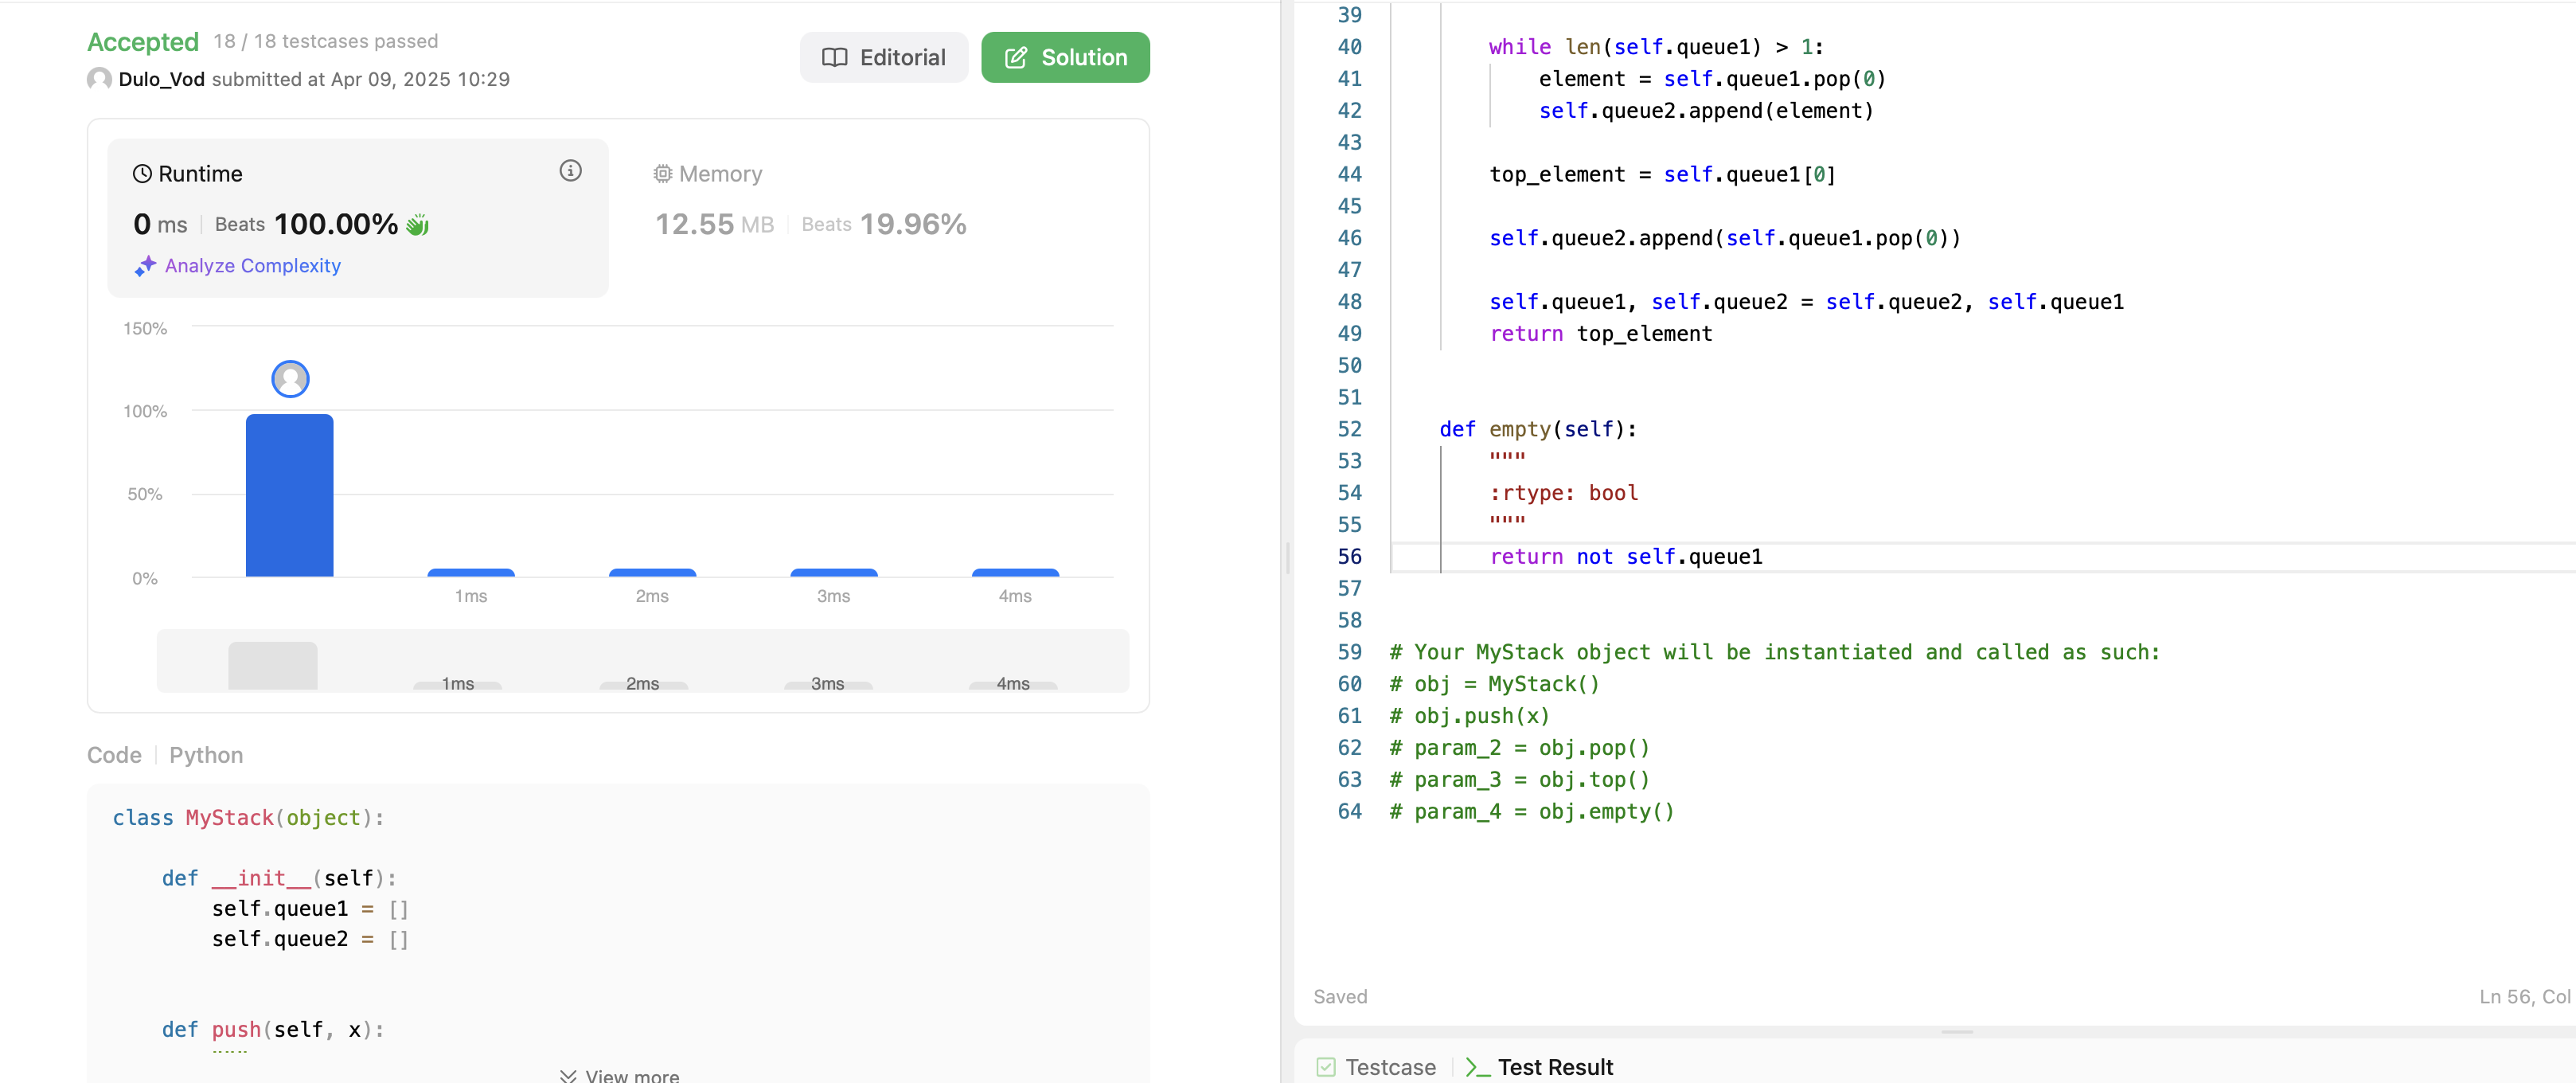 Accepted 18 / 18 testcases passed
Dulo_Vod submitted at Apr 09, 2025 10:29
Editorial
Solution
Runtime
0 ms Beats 100.00%
Analyze Complexity
Memory
12.55 MB Beats 19.96%
150%
100%
50%
0%
1ms 2ms 3ms 4ms
1ms 2ms 3ms 4ms
Code Python
class MyStack(object):
def __init__(self):
self.queue1 = []
self.queue2 = []
def push(self, x):
"""
View more
39
40 while len(self.queue1) > 1:
41 element = self.queue1.pop(0)
42 self.queue2.append(element)
43
44 top_element = self.queue1[0]
45
46 self.queue2.append(self.queue1.pop(0))
47
48 self.queue1, self.queue2 = self.queue2, self.queue1
49 return top_element
50
51
52 def empty(self):
53 """
54 :rtype: bool
55 """
56 return not self.queue1
57
58
59 # Your MyStack object will be instantiated and called as such:
60 # obj = MyStack()
61 # obj.push(x)
62 # param_2 = obj.pop()
63 # param_3 = obj.top()
64 # param_4 = obj.empty()
Saved
Ln 56, Col
Testcase
Test Result